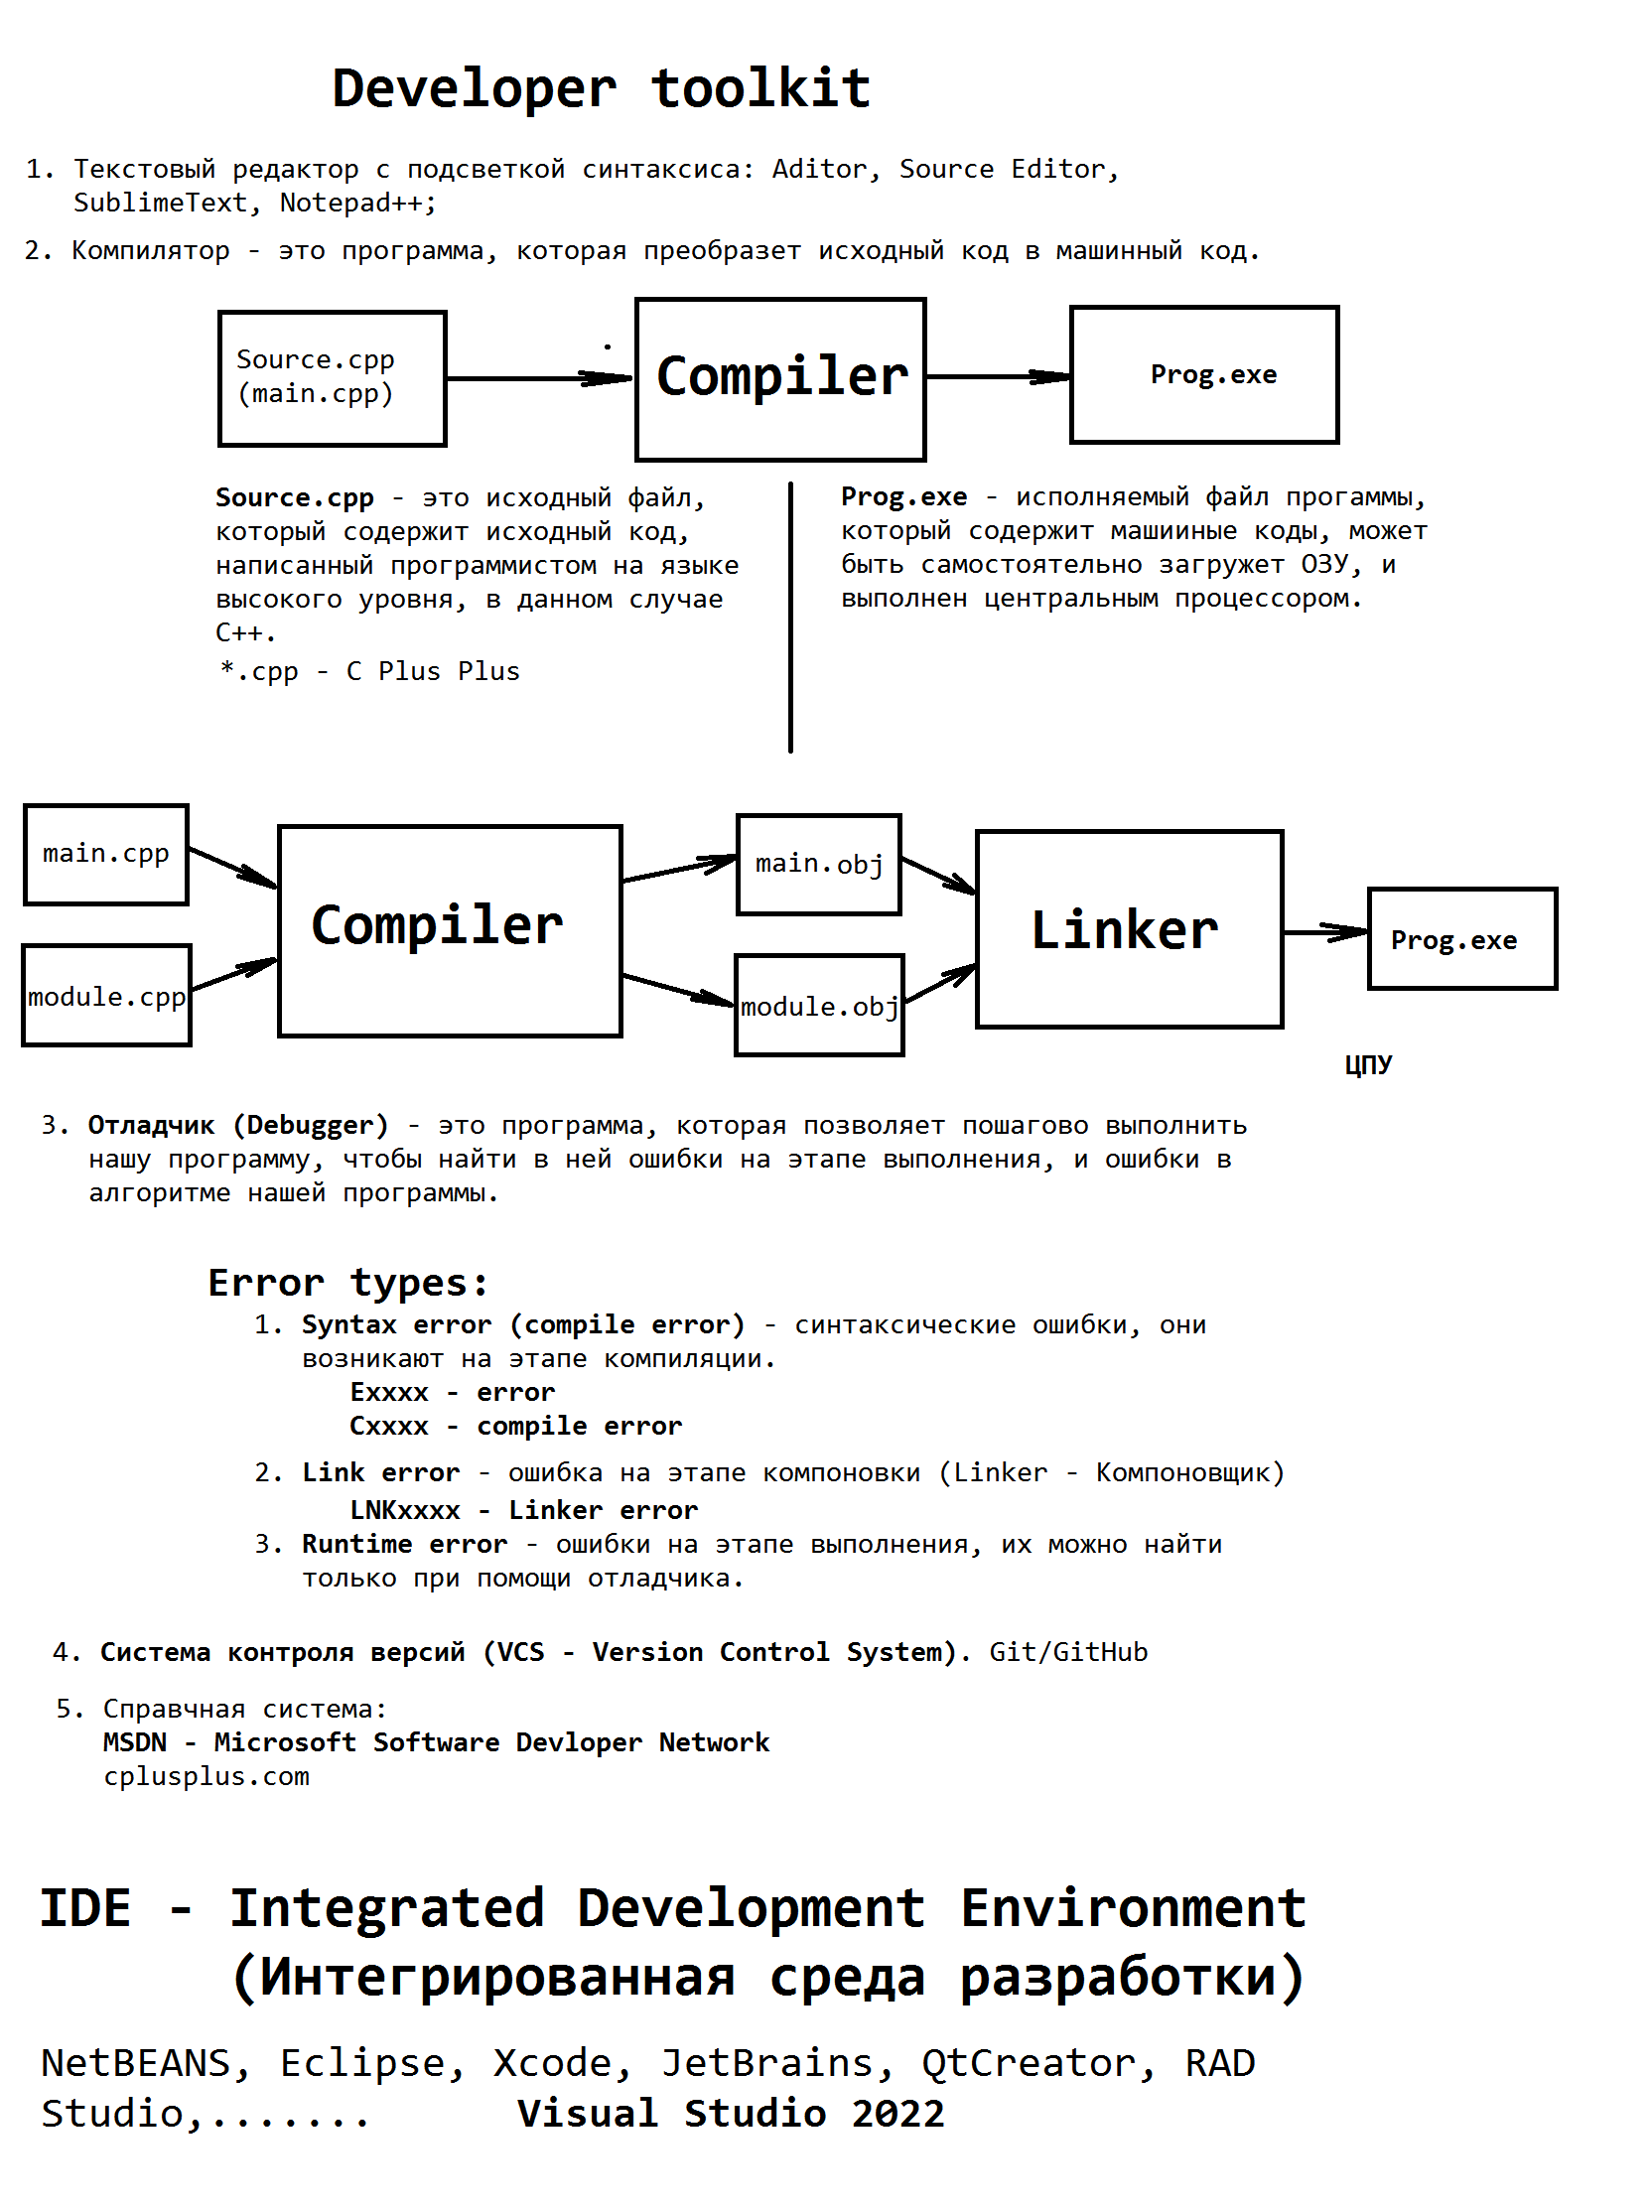 Developer toolkit
1. Текстовый редактор с подсветкой синтаксиса: Aditor, Source Editor,
SublimeText, Notepad++;
2. Компилятор - это программа, которая преобразет исходный код в машинный код.
Source.cpp
(main.cpp)
Compiler
Prog.exe
Source.cpp - это исходный файл,
который содержит исходный код,
написанный программистом на языке
высокого уровня, в данном случае
C++.
*.cpp - C Plus Plus
Prog.exe - исполняемый файл прогаммы,
который содержит машииные коды, может
быть самостоятельно загружет ОЗУ, и
выполнен центральным процессором.
main.cpp
module.cpp
Compiler
main.obj
module.obj
Linker
Prog.exe
ЦПУ
3. Отладчик (Debugger) - это программа, которая позволяет пошагово выполнить
нашу программу, чтобы найти в ней ошибки на этапе выполнения, и ошибки в
алгоритме нашей программы.
Error types:
1. Syntax error (compile error) - синтаксические ошибки, они
возникают на этапе компиляции.
Exxxx - error
Cxxxx - compile error
2. Link error - ошибка на этапе компоновки (Linker - Компоновщик)
LNKxxxx - Linker error
3. Runtime error - ошибки на этапе выполнения, их можно найти
только при помощи отладчика.
4. Система контроля версий (VCS - Version Control System). Git/GitHub
5. Справчная система:
MSDN - Microsoft Software Devloper Network
cplusplus.com
IDE - Integrated Development Environment
(Интегрированная среда разработки)
NetBEANS, Eclipse, Xcode, JetBrains, QtCreator, RAD
Studio,....... Visual Studio 2022